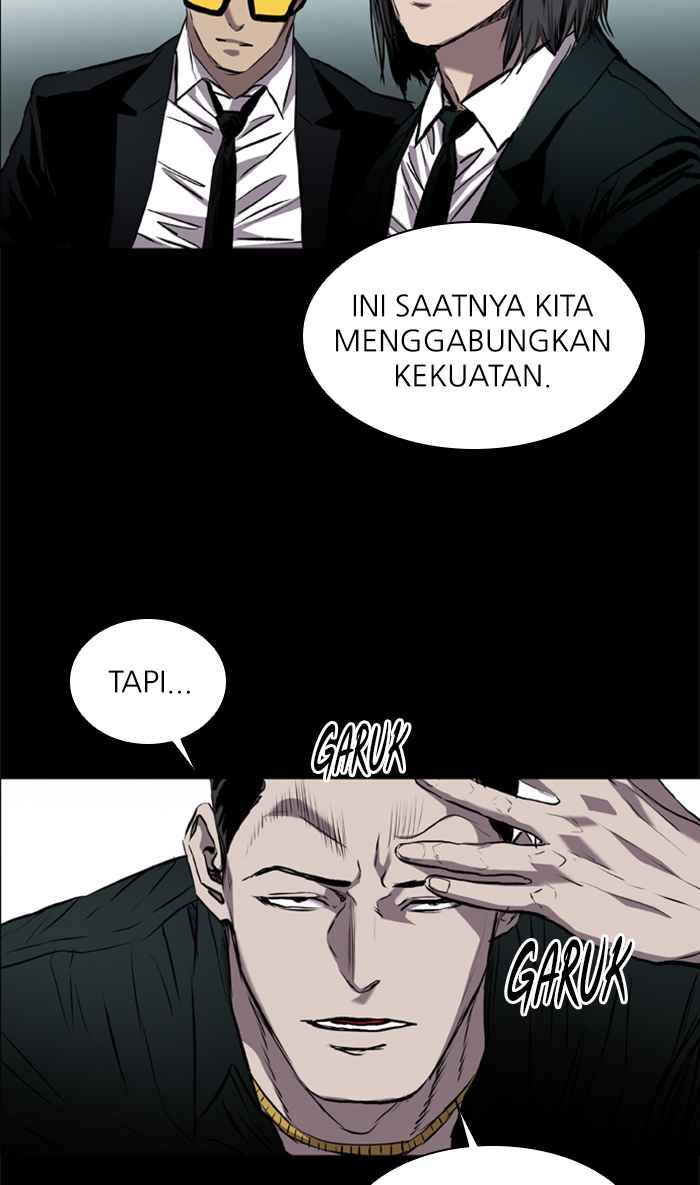 INI SAATNYA KITA
MENGGABUNGKAN
KEKUATAN.
TAPI...
GARUK
GARUK